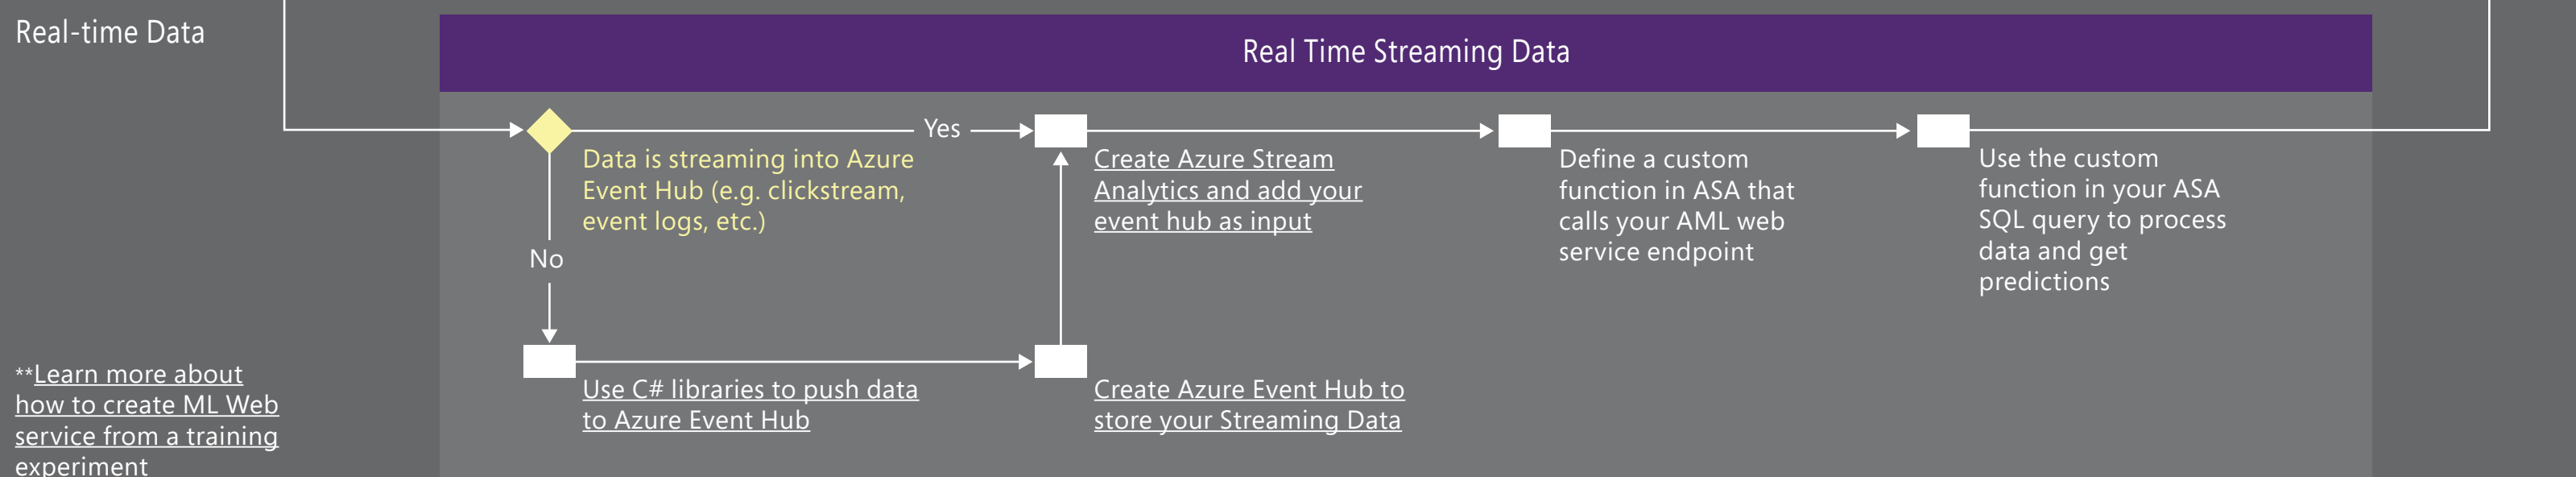 Real-time Data
Real Time Streaming Data
Yes
Data is streaming into Azure
Event Hub (e.g. clickstream,
event logs, etc.)
Create Azure Stream
Analytics and add your
event hub as input
Define a custom
function in ASA that
calls your AML web
service endpoint
Use the custom
function in your ASA
SQL query to process
data and get
predictions
No
Use C# libraries to push data
to Azure Event Hub
Create Azure Event Hub to
store your Streaming Data
**Learn more about
how to create ML Web
service from a training
experiment